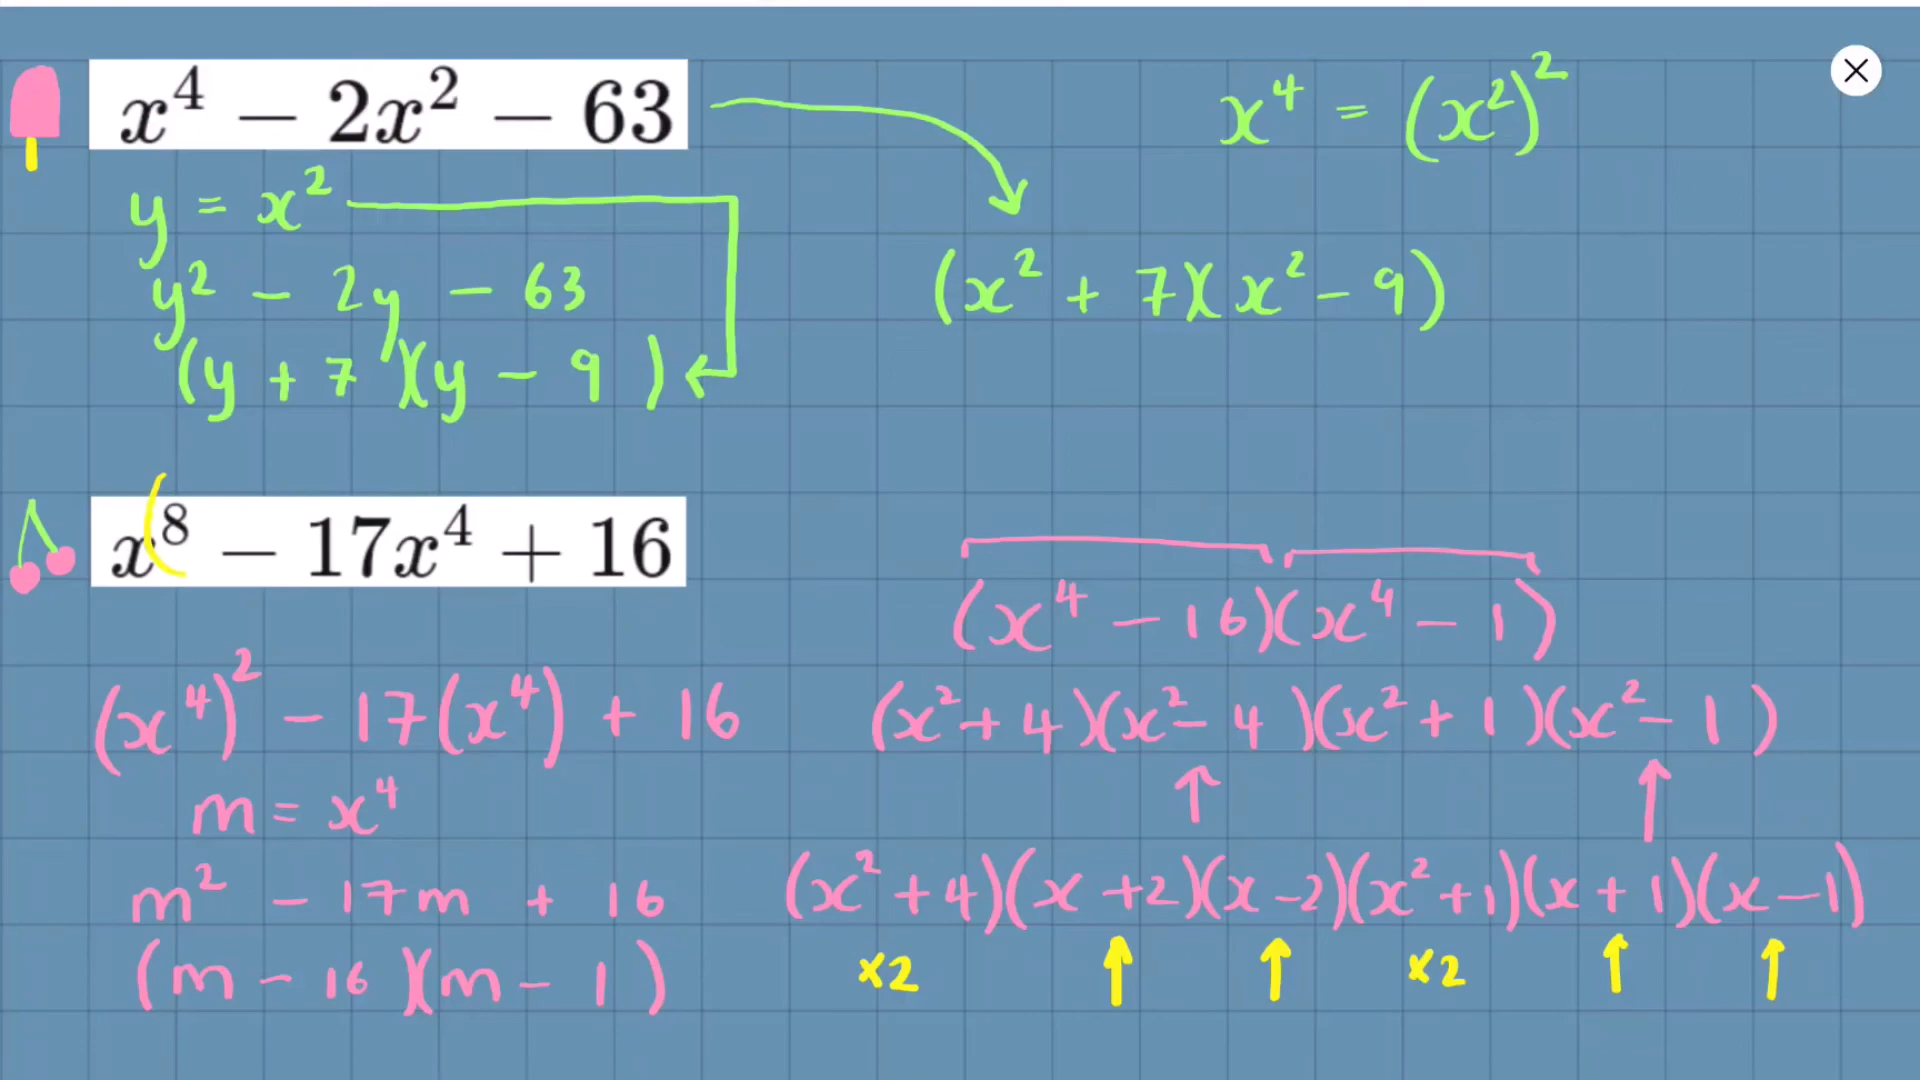 x⁴ − 2x² − 63
x⁴ = (x²)²
y = x²
y² − 2y − 63
(x² + 7)(x² − 9)
(y + 7)(y − 9)
x⁸ − 17x⁴ + 16
(x⁴ − 16)(x⁴ − 1)
(x⁴)² − 17(x⁴) + 16
(x² + 4)(x² − 4)(x² + 1)(x² − 1)
m = x⁴
m² − 17m + 16
(x² + 4)(x + 2)(x − 2)(x² + 1)(x + 1)(x − 1)
(m − 16)(m − 1)
×2 ×2